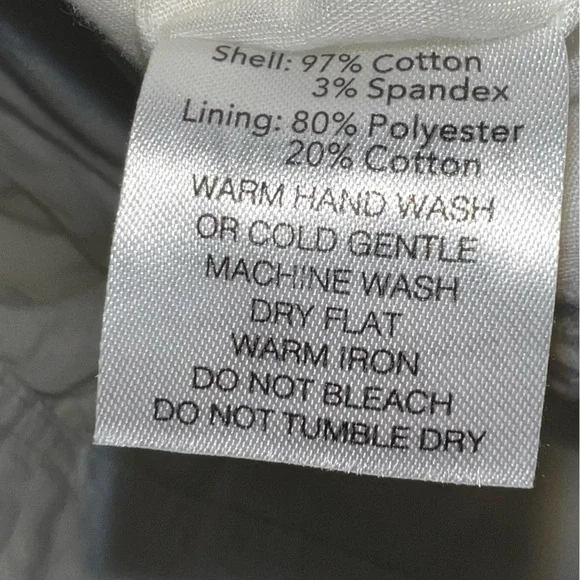 Shell: 97% Cotton
3% Spandex
Lining: 80% Polyester
20% Cotton
WARM HAND WASH
OR COLD GENTLE
MACHINE WASH
DRY FLAT
WARM IRON
DO NOT BLEACH
DO NOT TUMBLE DRY